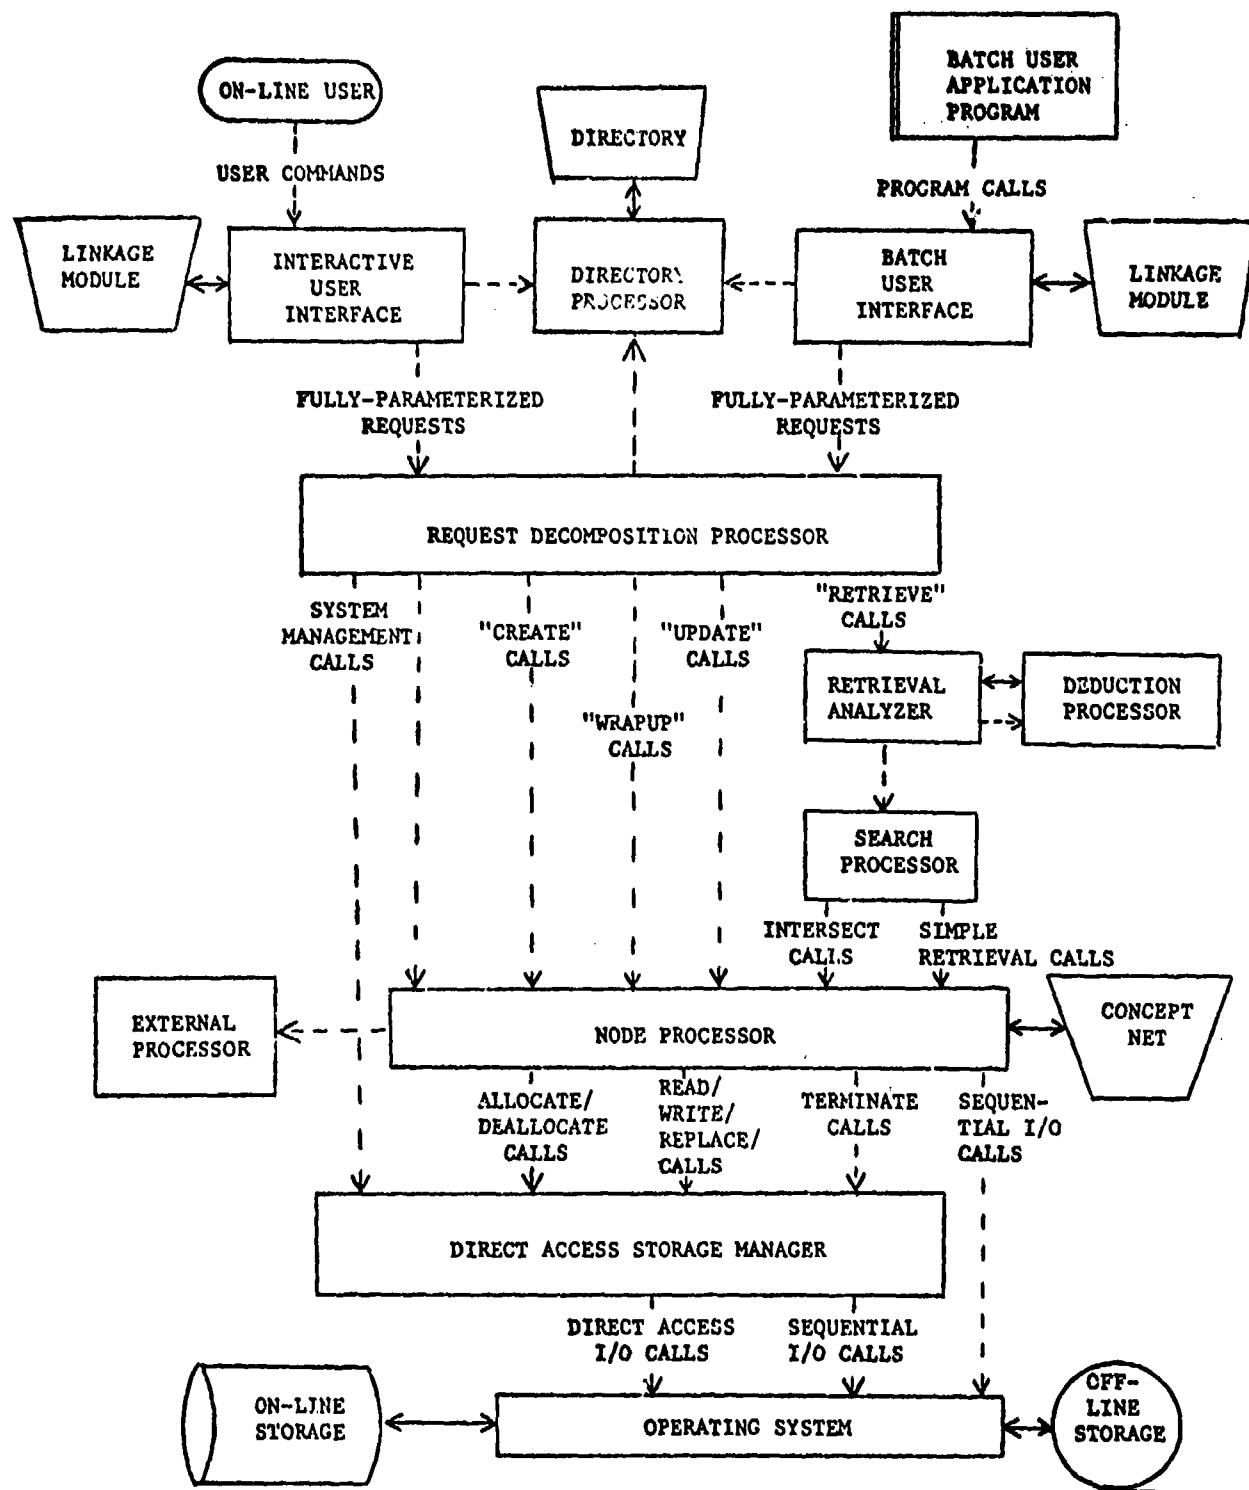 ON-LINE USER
BATCH USER
APPLICATION
PROGRAM
DIRECTORY
USER COMMANDS
PROGRAM CALLS
LINKAGE
MODULE
INTERACTIVE
USER
INTERFACE
DIRECTORY
PROCESSOR
BATCH
USER
INTERFACE
LINKAGE
MODULE
FULLY-PARAMETERIZED
REQUESTS
FULLY-PARAMETERIZED
REQUESTS
REQUEST DECOMPOSITION PROCESSOR
SYSTEM
MANAGEMENT
CALLS
"CREATE"
CALLS
"WRAPUP"
CALLS
"UPDATE"
CALLS
"RETRIEVE"
CALLS
RETRIEVAL
ANALYZER
DEDUCTION
PROCESSOR
SEARCH
PROCESSOR
INTERSECT
CALLS
SIMPLE
RETRIEVAL CALLS
EXTERNAL
PROCESSOR
NODE PROCESSOR
CONCEPT
NET
ALLOCATE/
DEALLOCATE
CALLS
READ/
WRITE/
REPLACE/
CALLS
TERMINATE
CALLS
SEQUEN-
TIAL I/O
CALLS
DIRECT ACCESS STORAGE MANAGER
DIRECT ACCESS
I/O CALLS
SEQUENTIAL
I/O CALLS
ON-LINE
STORAGE
OPERATING SYSTEM
OFF-
LINE
STORAGE